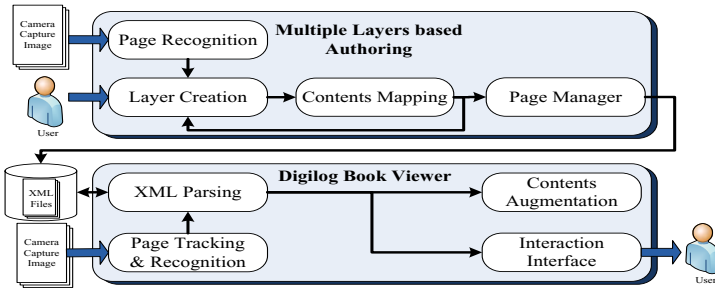 Camera
Capture
Image
Multiple Layers based
Authoring
Page Recognition
User
Layer Creation
Contents Mapping
Page Manager
Digilog Book Viewer
XML
Files
XML Parsing
Contents
Augmentation
Camera
Capture
Image
Page Tracking
& Recognition
Interaction
Interface
User